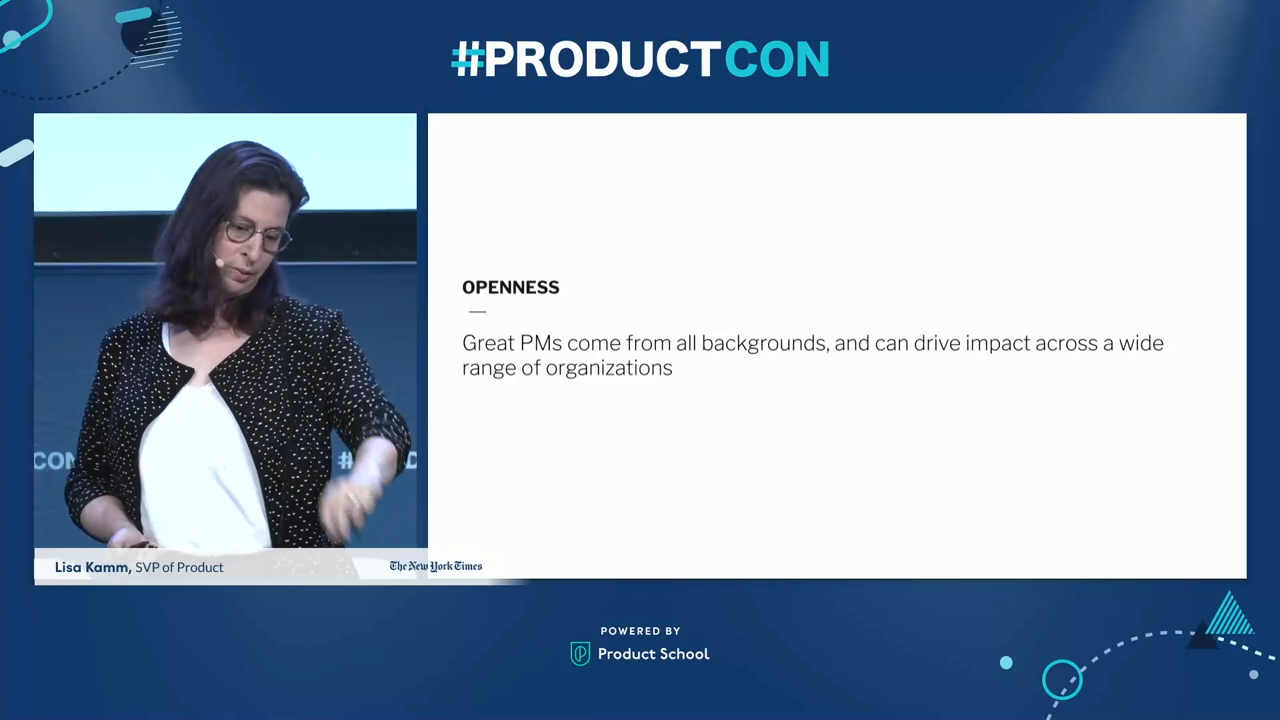 #PRODUCTCON
OPENNESS
Great PMs come from all backgrounds, and can drive impact across a wide
range of organizations
CON
#
D
Lisa Kamm, SVP of Product
The New York Times
POWERED BY
Product School